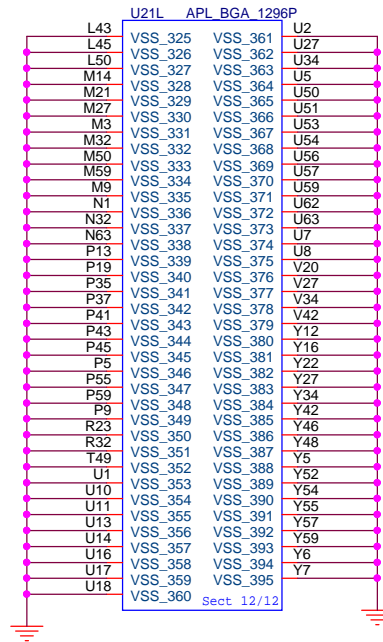 U21L APL_BGA_1296P
L43 VSS_325 VSS_361 U2
L45 VSS_326 VSS_362 U27
L50 VSS_327 VSS_363 U34
M14 VSS_328 VSS_364 U5
M21 VSS_329 VSS_365 U50
M27 VSS_330 VSS_366 U51
M3 VSS_331 VSS_367 U53
M32 VSS_332 VSS_368 U54
M50 VSS_333 VSS_369 U56
M59 VSS_334 VSS_370 U57
M9 VSS_335 VSS_371 U59
N1 VSS_336 VSS_372 U62
N32 VSS_337 VSS_373 U63
N63 VSS_338 VSS_374 U7
P13 VSS_339 VSS_375 U8
P19 VSS_340 VSS_376 V20
P35 VSS_341 VSS_377 V27
P37 VSS_342 VSS_378 V34
P41 VSS_343 VSS_379 V42
P43 VSS_344 VSS_380 Y12
P45 VSS_345 VSS_381 Y16
P5 VSS_346 VSS_382 Y22
P55 VSS_347 VSS_383 Y27
P59 VSS_348 VSS_384 Y34
P9 VSS_349 VSS_385 Y42
R23 VSS_350 VSS_386 Y46
R32 VSS_351 VSS_387 Y48
T49 VSS_352 VSS_388 Y5
U1 VSS_353 VSS_389 Y52
U10 VSS_354 VSS_390 Y54
U11 VSS_355 VSS_391 Y55
U13 VSS_356 VSS_392 Y57
U14 VSS_357 VSS_393 Y59
U16 VSS_358 VSS_394 Y6
U17 VSS_359 VSS_395 Y7
U18 VSS_360 Sect 12/12